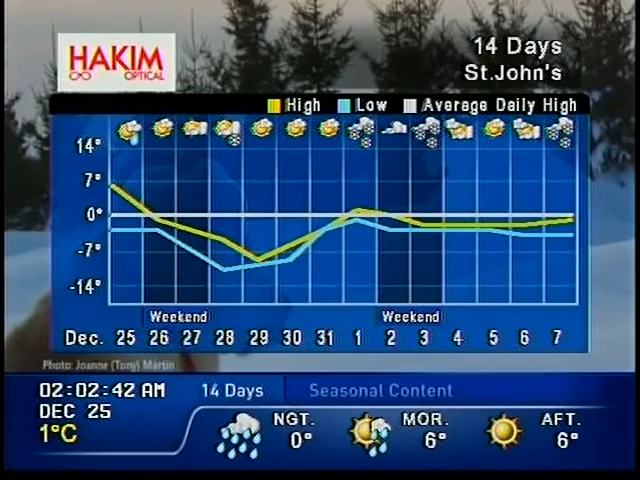 HAKIM
OPTICAL
14 Days
St.John's
High Low Average Daily High
14°
7°
0°
-7°
-14°
Weekend Weekend
Dec. 25 26 27 28 29 30 31 1 2 3 4 5 6 7
Photo: Joanne (Tony) Martin
02:02:42 AM 14 Days Seasonal Content
DEC 25
1°C
NGT.
0°
MOR.
6°
AFT.
6°